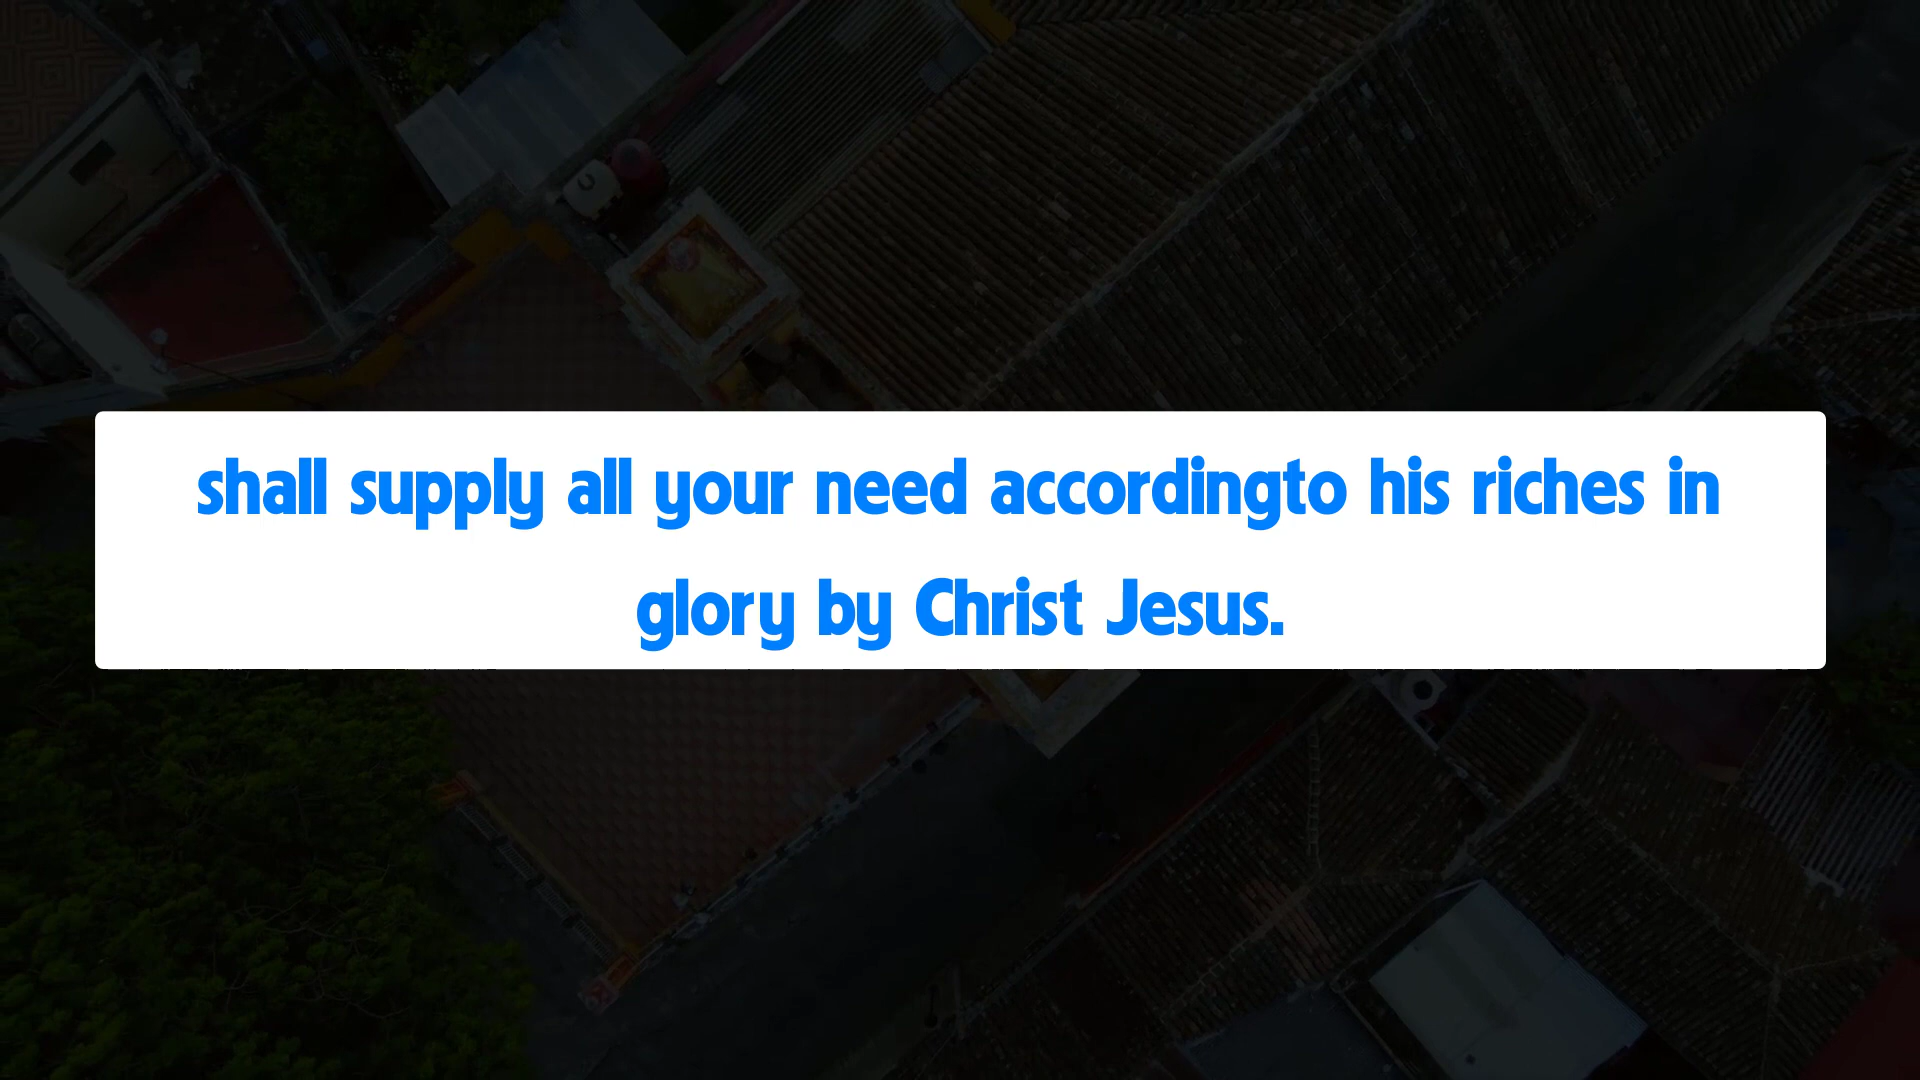 shall supply all your need accordingto his riches in
glory by Christ Jesus.